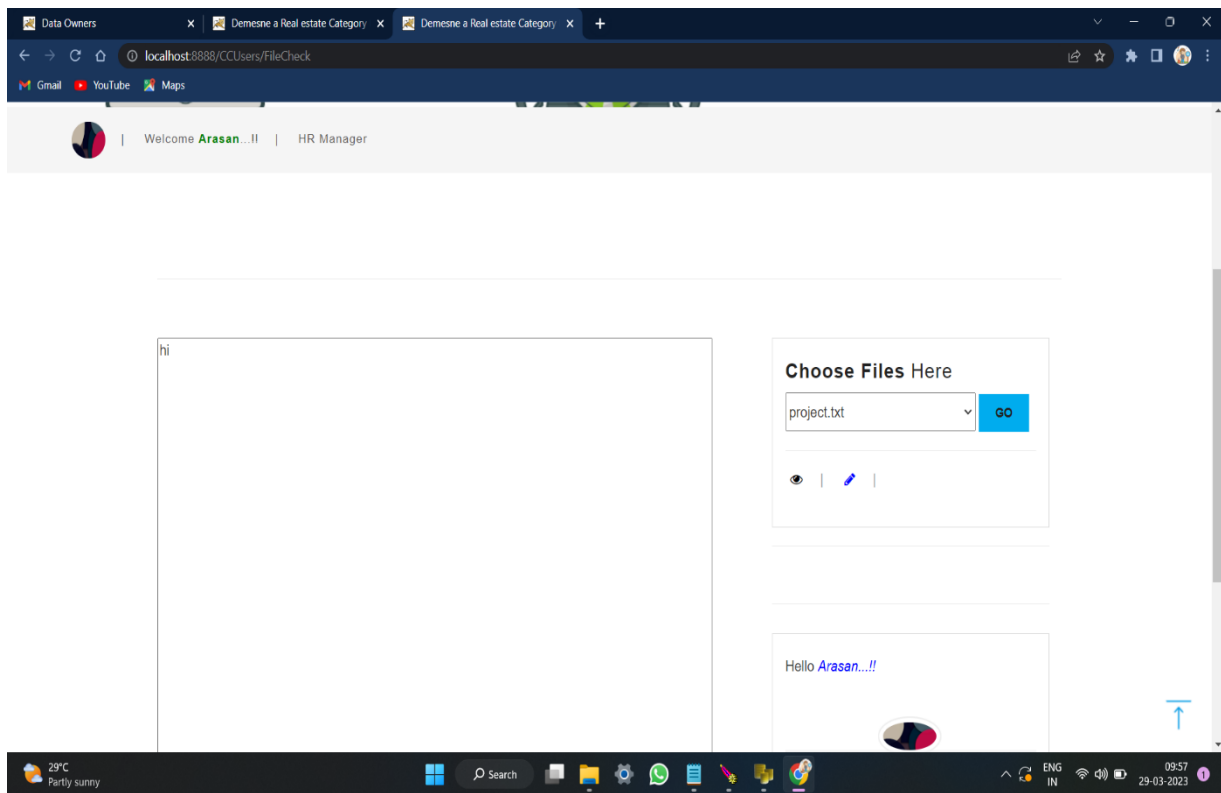 Data Owners
Demesne a Real estate Category
Demesne a Real estate Category
localhost:8888/CCUsers/FileCheck
Gmail YouTube Maps
| Welcome Arasan...!! | HR Manager
hi
Choose Files Here
project.txt GO
| |
Hello Arasan...!!
29°C
Partly sunny
Search
ENG
IN
09:57
29-03-2023
1